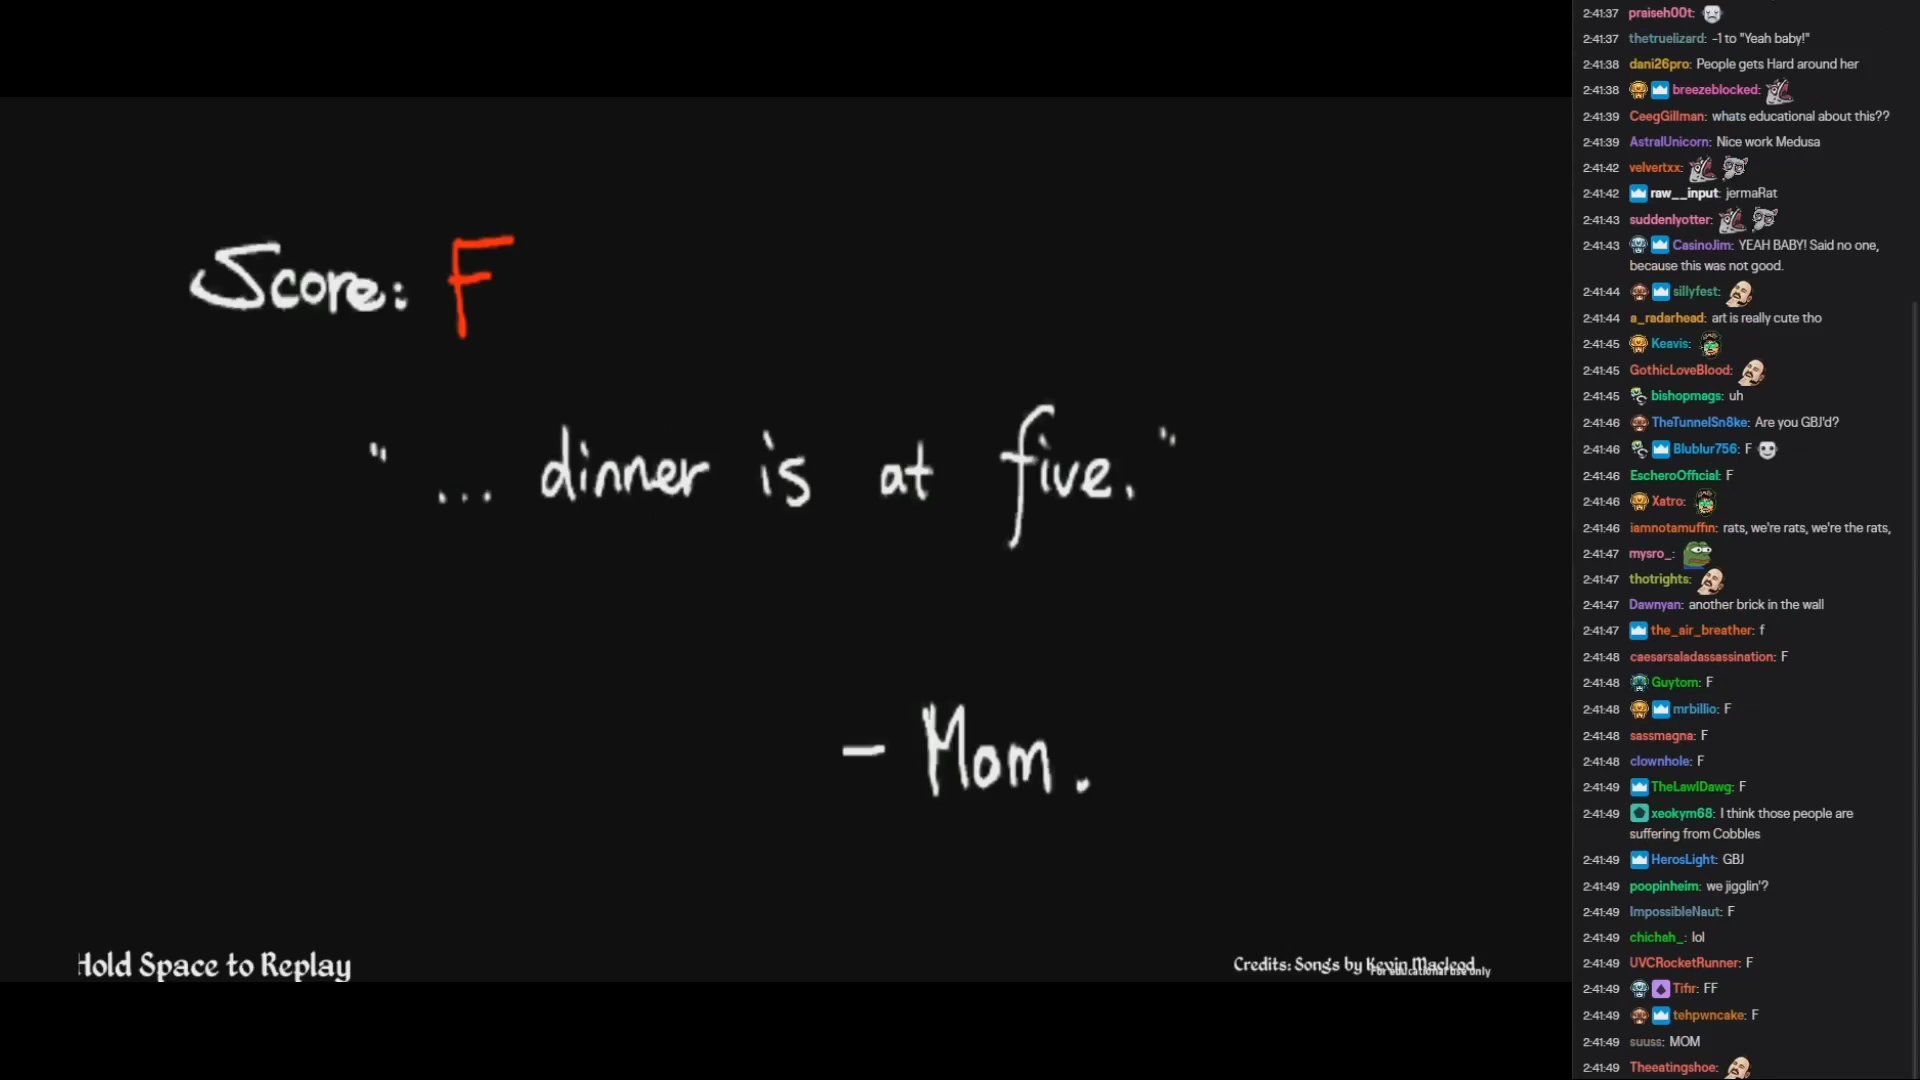 Score: F
"... dinner is at five."
- Mom.
Hold Space to Replay
Credits: Songs by Kevin Macleod
For educational use only
2:41:37 praiseh00t:
2:41:37 thetruelizard: -1 to "Yeah baby!"
2:41:38 dani26pro: People gets Hard around her
2:41:38 breezeblocked:
2:41:39 CeegGillman: whats educational about this??
2:41:39 AstralUnicorn: Nice work Medusa
2:41:42 velvertxx:
2:41:42 raw__input: jermaRat
2:41:43 suddenlyotter:
2:41:43 CasinoJim: YEAH BABY! Said no one,
because this was not good.
2:41:44 sillyfest:
2:41:44 a_radarhead: art is really cute tho
2:41:45 Keavis:
2:41:45 GothicLoveBlood:
2:41:45 bishopmags: uh
2:41:46 TheTunnelSn8ke: Are you GBJ'd?
2:41:46 Blublur756: F
2:41:46 EscheroOfficial: F
2:41:46 Xatro:
2:41:46 iamnotamuffin: rats, we're rats, we're the rats,
2:41:47 mysro_:
2:41:47 thotrights:
2:41:47 Dawnyan: another brick in the wall
2:41:47 the_air_breather: f
2:41:48 caesarsaladassassination: F
2:41:48 Guytom: F
2:41:48 mrbillio: F
2:41:48 sassmagna: F
2:41:48 clownhole: F
2:41:49 TheLawlDawg: F
2:41:49 xeokym68: I think those people are
suffering from Cobbles
2:41:49 HerosLight: GBJ
2:41:49 poopinheim: we jigglin'?
2:41:49 ImpossibleNaut: F
2:41:49 chichah_: lol
2:41:49 UVCRocketRunner: F
2:41:49 Tifir: FF
2:41:49 tehpwncake: F
2:41:49 suuss: MOM
2:41:49 Theeatingshoe: